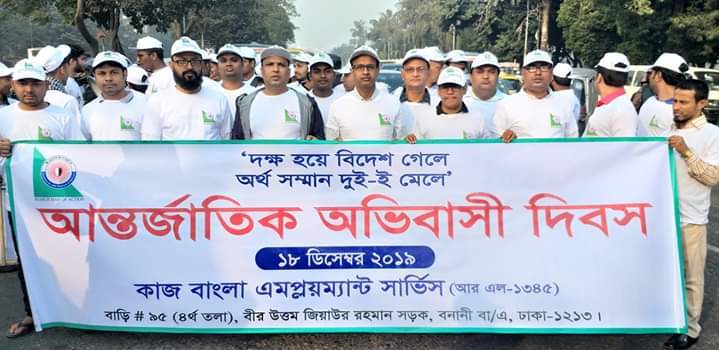 'দক্ষ হয়ে বিদেশ গেলে
অর্থ সম্মান দুই-ই মেলে'
আন্তর্জাতিক অভিবাসী দিবস
১৮ ডিসেম্বর ২০১৯
কাজ বাংলা এমপ্লয়ম্যান্ট সার্ভিস (আর এল-১৩৪৫)
বাড়ি # ৯৫ (৪র্থ তলা), বীর উত্তম জিয়াউর রহমান সড়ক, বনানী বা/এ, ঢাকা-১২১৩।